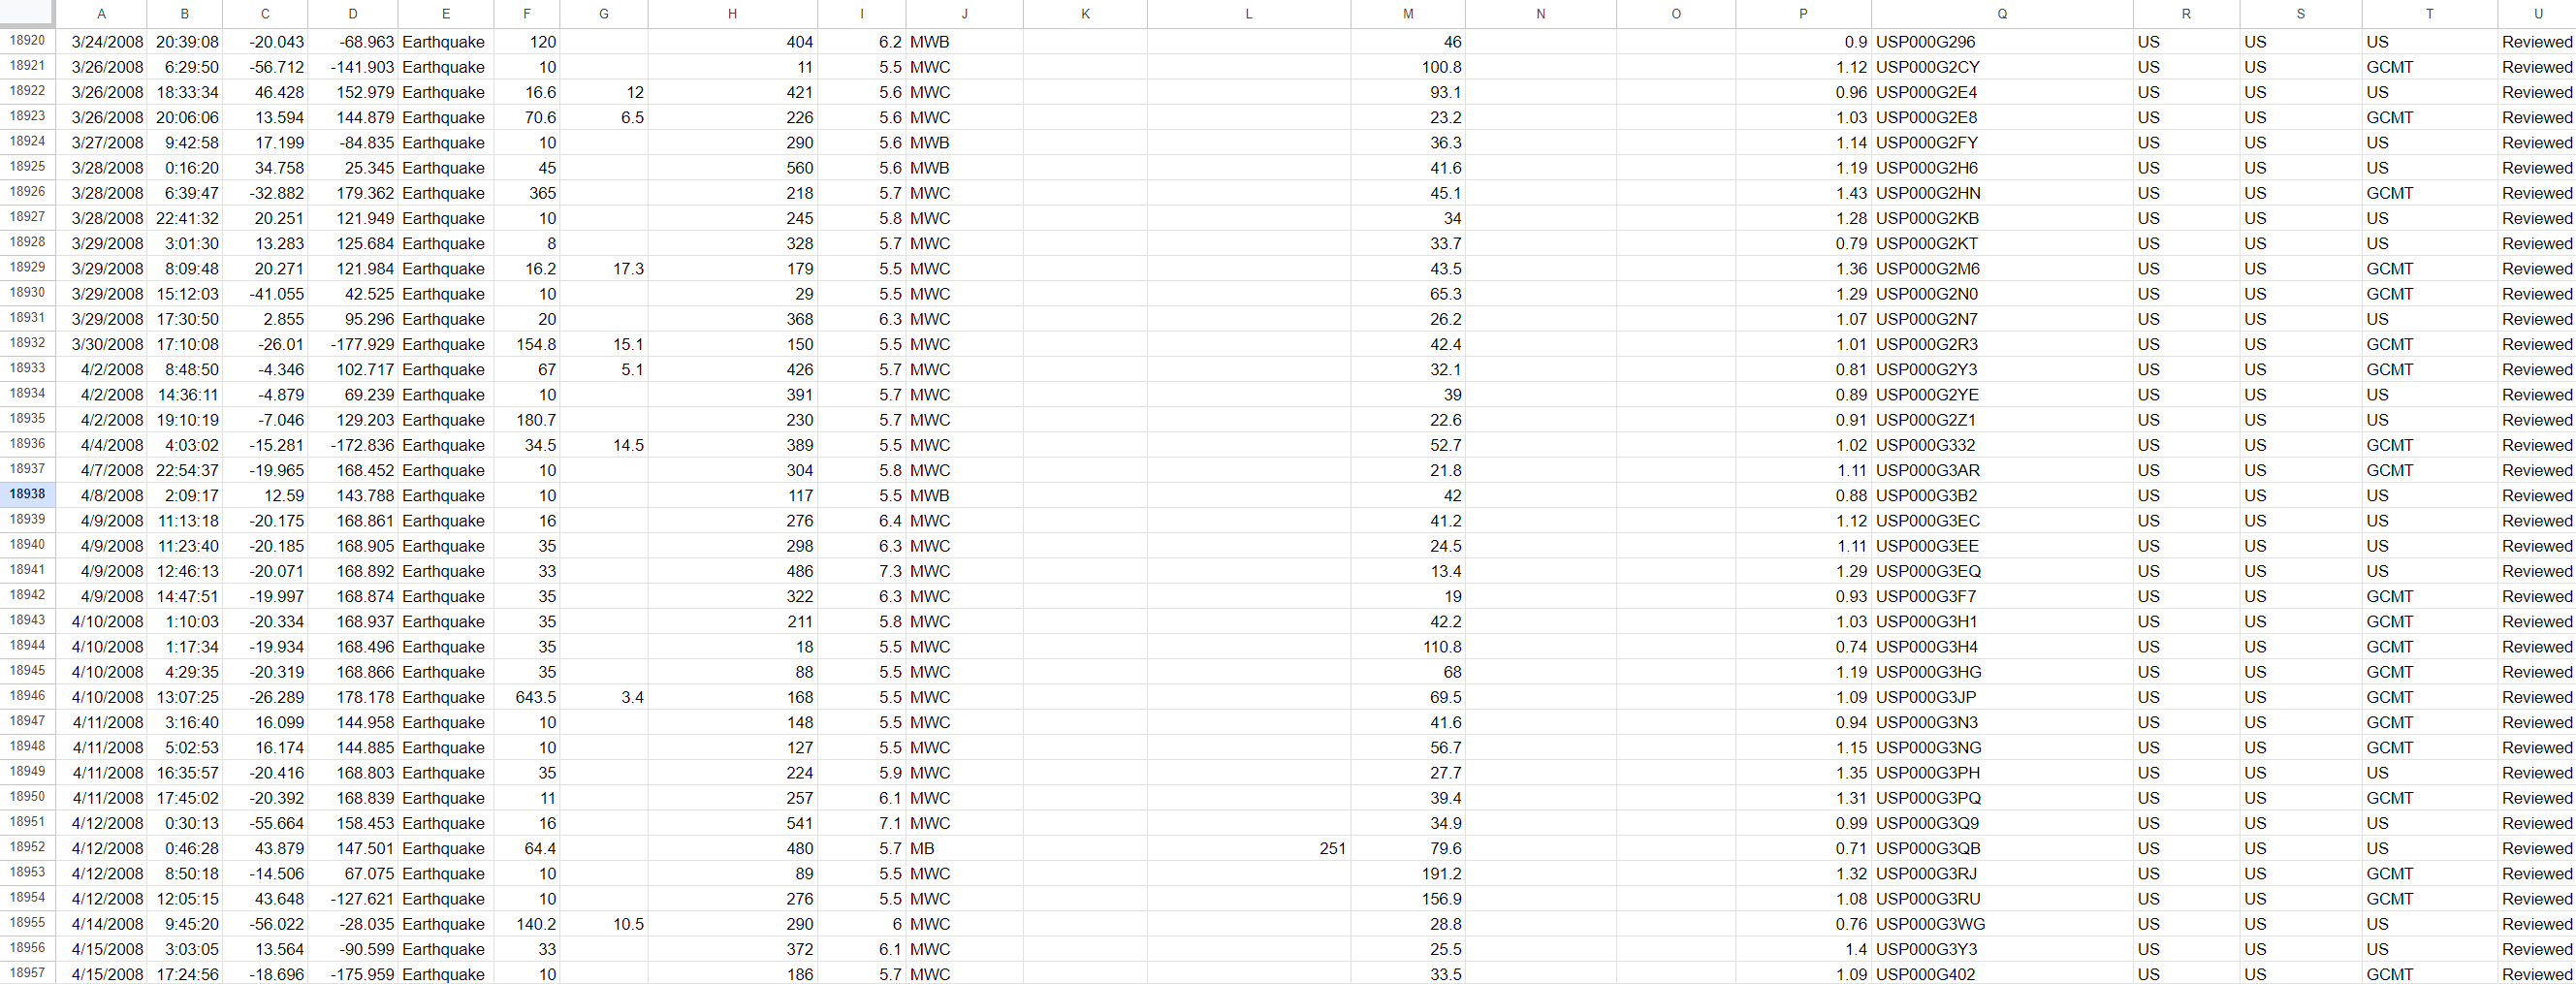 A B C D E F G H I J K L M N O P Q R S T U
18920 3/24/2008 20:39:08 -20.043 -68.963 Earthquake 120 404 6.2 MWB 46 0.9 USP000G296 US US US Reviewed
18921 3/26/2008 6:29:50 -56.712 -141.903 Earthquake 10 11 5.5 MWC 100.8 1.12 USP000G2CY US US GCMT Reviewed
18922 3/26/2008 18:33:34 46.428 152.979 Earthquake 16.6 12 421 5.6 MWC 93.1 0.96 USP000G2E4 US US US Reviewed
18923 3/26/2008 20:06:06 13.594 144.879 Earthquake 70.6 6.5 226 5.6 MWC 23.2 1.03 USP000G2E8 US US GCMT Reviewed
18924 3/27/2008 9:42:58 17.199 -84.835 Earthquake 10 290 5.6 MWB 36.3 1.14 USP000G2FY US US US Reviewed
18925 3/28/2008 0:16:20 34.758 25.345 Earthquake 45 560 5.6 MWB 41.6 1.19 USP000G2H6 US US US Reviewed
18926 3/28/2008 6:39:47 -32.882 179.362 Earthquake 365 218 5.7 MWC 45.1 1.43 USP000G2HN US US GCMT Reviewed
18927 3/28/2008 22:41:32 20.251 121.949 Earthquake 10 245 5.8 MWC 34 1.28 USP000G2KB US US US Reviewed
18928 3/29/2008 3:01:30 13.283 125.684 Earthquake 8 328 5.7 MWC 33.7 0.79 USP000G2KT US US US Reviewed
18929 3/29/2008 8:09:48 20.271 121.984 Earthquake 16.2 17.3 179 5.5 MWC 43.5 1.36 USP000G2M6 US US GCMT Reviewed
18930 3/29/2008 15:12:03 -41.055 42.525 Earthquake 10 29 5.5 MWC 65.3 1.29 USP000G2N0 US US GCMT Reviewed
18931 3/29/2008 17:30:50 2.855 95.296 Earthquake 20 368 6.3 MWC 26.2 1.07 USP000G2N7 US US US Reviewed
18932 3/30/2008 17:10:08 -26.01 -177.929 Earthquake 154.8 15.1 150 5.5 MWC 42.4 1.01 USP000G2R3 US US GCMT Reviewed
18933 4/2/2008 8:48:50 -4.346 102.717 Earthquake 67 5.1 426 5.7 MWC 32.1 0.81 USP000G2Y3 US US GCMT Reviewed
18934 4/2/2008 14:36:11 -4.879 69.239 Earthquake 10 391 5.7 MWC 39 0.89 USP000G2YE US US US Reviewed
18935 4/2/2008 19:10:19 -7.046 129.203 Earthquake 180.7 230 5.7 MWC 22.6 0.91 USP000G2Z1 US US US Reviewed
18936 4/4/2008 4:03:02 -15.281 -172.836 Earthquake 34.5 14.5 389 5.5 MWC 52.7 1.02 USP000G332 US US GCMT Reviewed
18937 4/7/2008 22:54:37 -19.965 168.452 Earthquake 10 304 5.8 MWC 21.8 1.11 USP000G3AR US US GCMT Reviewed
18938 4/8/2008 2:09:17 12.59 143.788 Earthquake 10 117 5.5 MWB 42 0.88 USP000G3B2 US US US Reviewed
18939 4/9/2008 11:13:18 -20.175 168.861 Earthquake 16 276 6.4 MWC 41.2 1.12 USP000G3EC US US US Reviewed
18940 4/9/2008 11:23:40 -20.185 168.905 Earthquake 35 298 6.3 MWC 24.5 1.11 USP000G3EE US US US Reviewed
18941 4/9/2008 12:46:13 -20.071 168.892 Earthquake 33 486 7.3 MWC 13.4 1.29 USP000G3EQ US US US Reviewed
18942 4/9/2008 14:47:51 -19.997 168.874 Earthquake 35 322 6.3 MWC 19 0.93 USP000G3F7 US US GCMT Reviewed
18943 4/10/2008 1:10:03 -20.334 168.937 Earthquake 35 211 5.8 MWC 42.2 1.03 USP000G3H1 US US GCMT Reviewed
18944 4/10/2008 1:17:34 -19.934 168.496 Earthquake 35 18 5.5 MWC 110.8 0.74 USP000G3H4 US US GCMT Reviewed
18945 4/10/2008 4:29:35 -20.319 168.866 Earthquake 35 88 5.5 MWC 68 1.19 USP000G3HG US US GCMT Reviewed
18946 4/10/2008 13:07:25 -26.289 178.178 Earthquake 643.5 3.4 168 5.5 MWC 69.5 1.09 USP000G3JP US US GCMT Reviewed
18947 4/11/2008 3:16:40 16.099 144.958 Earthquake 10 148 5.5 MWC 41.6 0.94 USP000G3N3 US US GCMT Reviewed
18948 4/11/2008 5:02:53 16.174 144.885 Earthquake 10 127 5.5 MWC 56.7 1.15 USP000G3NG US US GCMT Reviewed
18949 4/11/2008 16:35:57 -20.416 168.803 Earthquake 35 224 5.9 MWC 27.7 1.35 USP000G3PH US US US Reviewed
18950 4/11/2008 17:45:02 -20.392 168.839 Earthquake 11 257 6.1 MWC 39.4 1.31 USP000G3PQ US US GCMT Reviewed
18951 4/12/2008 0:30:13 -55.664 158.453 Earthquake 16 541 7.1 MWC 34.9 0.99 USP000G3Q9 US US US Reviewed
18952 4/12/2008 0:46:28 43.879 147.501 Earthquake 64.4 480 5.7 MB 251 79.6 0.71 USP000G3QB US US US Reviewed
18953 4/12/2008 8:50:18 -14.506 67.075 Earthquake 10 89 5.5 MWC 191.2 1.32 USP000G3RJ US US GCMT Reviewed
18954 4/12/2008 12:05:15 43.648 -127.621 Earthquake 10 276 5.5 MWC 156.9 1.08 USP000G3RU US US GCMT Reviewed
18955 4/14/2008 9:45:20 -56.022 -28.035 Earthquake 140.2 10.5 290 6 MWC 28.8 0.76 USP000G3WG US US US Reviewed
18956 4/15/2008 3:03:05 13.564 -90.599 Earthquake 33 372 6.1 MWC 25.5 1.4 USP000G3Y3 US US US Reviewed
18957 4/15/2008 17:24:56 -18.696 -175.959 Earthquake 10 186 5.7 MWC 33.5 1.09 USP000G402 US US GCMT Reviewed